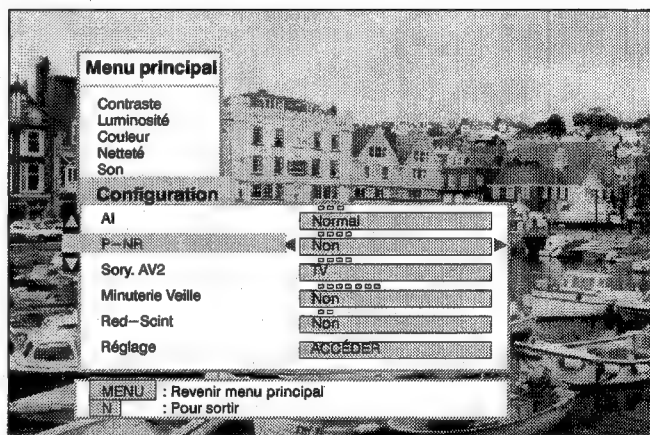 Menu principal
Contraste
Luminosité
Couleur
Netteté
Son
Configuration
AI Normal
P-NR Non
Sory. AV2 TV
Minuterie Veille Non
Red-Scint Non
Réglage ACCÉDER
MENU : Revenir menu principal
N : Pour sortir